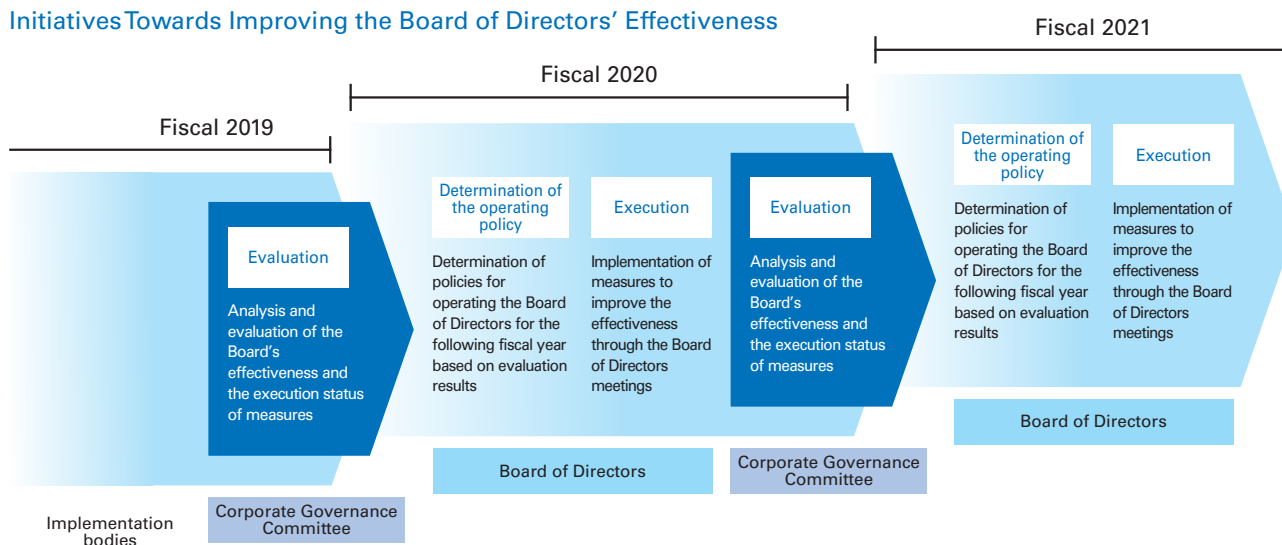 Initiatives Towards Improving the Board of Directors’ Effectiveness
Fiscal 2019
Fiscal 2020
Fiscal 2021
Evaluation
Analysis and
evaluation of the
Board’s
effectiveness and
the execution status
of measures
Determination of
the operating
policy
Determination of
policies for
operating the Board
of Directors for the
following fiscal year
based on evaluation
results
Execution
Implementation of
measures to
improve the
effectiveness
through the Board
of Directors
meetings
Evaluation
Analysis and
evaluation of the
Board’s
effectiveness and
the execution status
of measures
Determination of
the operating
policy
Determination of
policies for
operating the Board
of Directors for the
following fiscal year
based on evaluation
results
Execution
Implementation of
measures to
improve the
effectiveness
through the Board
of Directors
meetings
Implementation
bodies
Corporate Governance
Committee
Board of Directors
Corporate Governance
Committee
Board of Directors